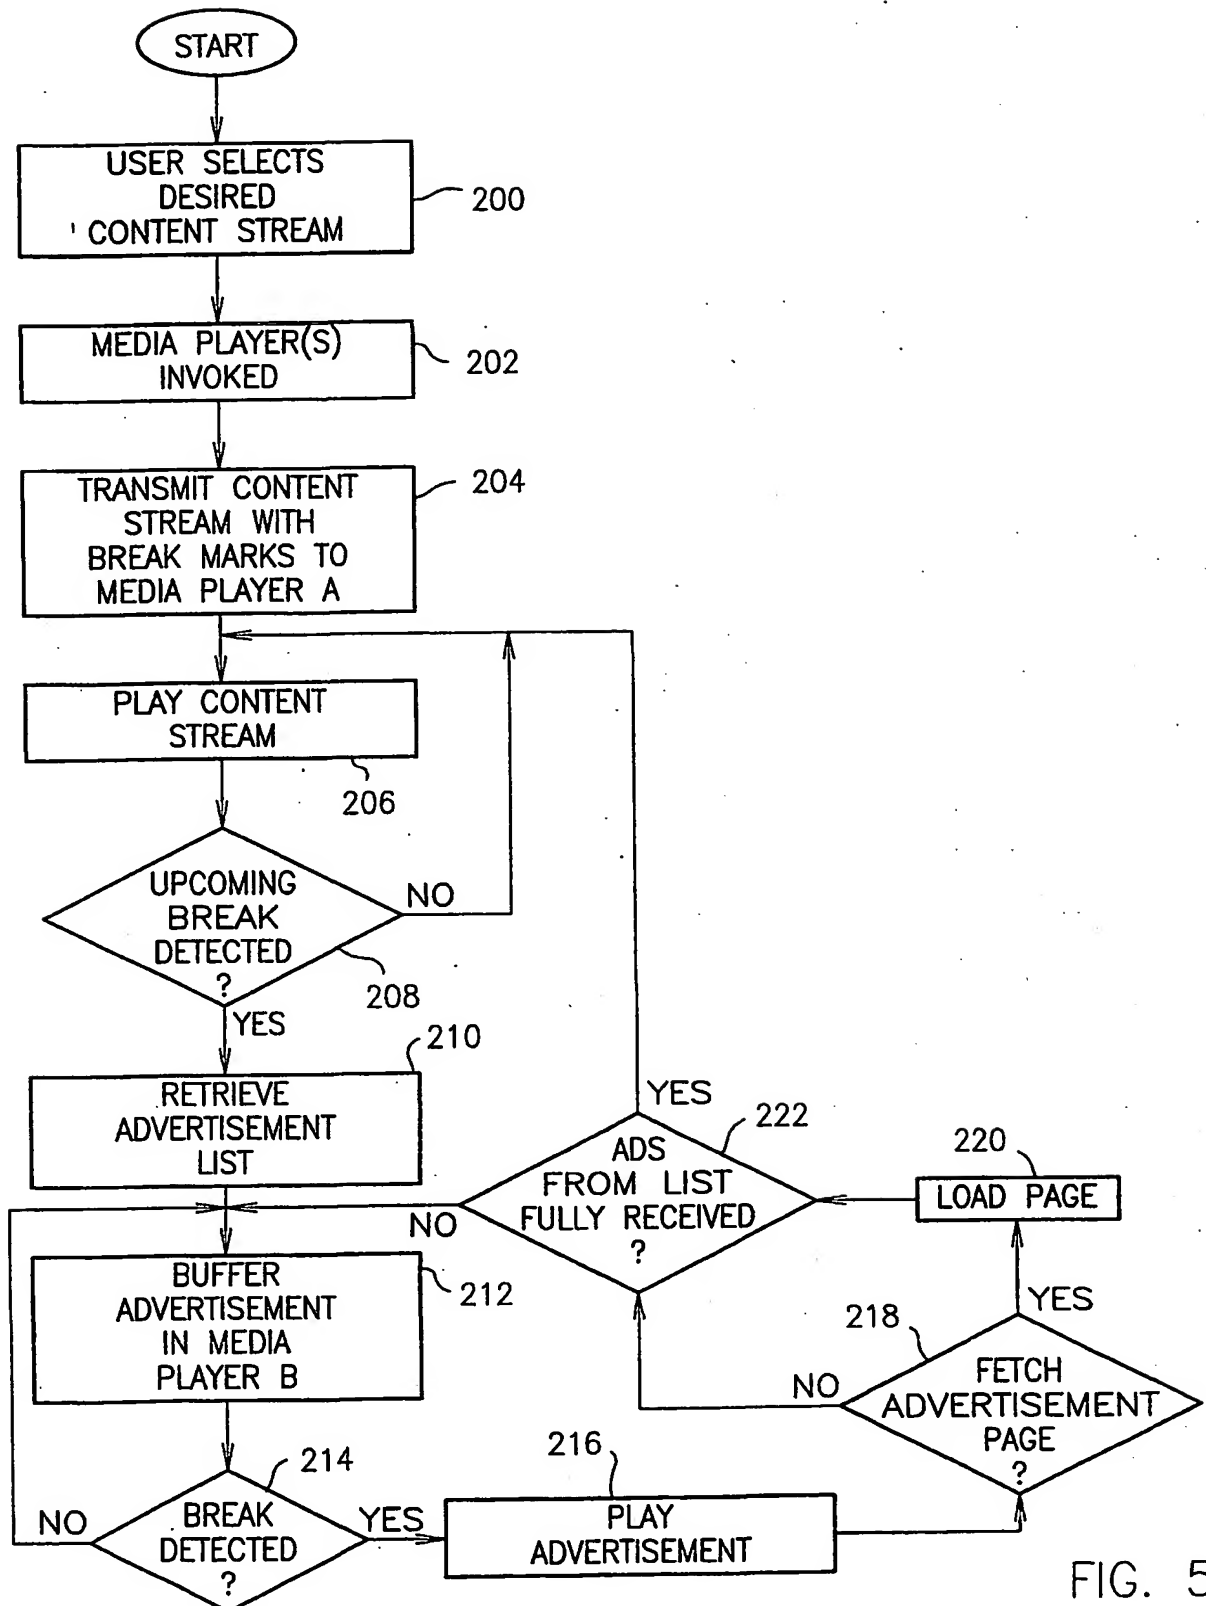 START
USER SELECTS
DESIRED
CONTENT STREAM
200
MEDIA PLAYER(S)
INVOKED
202
TRANSMIT CONTENT
STREAM WITH
BREAK MARKS TO
MEDIA PLAYER A
204
PLAY CONTENT
STREAM
206
UPCOMING
BREAK
DETECTED
?
NO
208
YES
210
RETRIEVE
ADVERTISEMENT
LIST
BUFFER
ADVERTISEMENT
IN MEDIA
PLAYER B
212
214
BREAK
DETECTED
?
NO
YES
216
PLAY
ADVERTISEMENT
218
FETCH
ADVERTISEMENT
PAGE
?
NO
YES
220
LOAD PAGE
222
ADS
FROM LIST
FULLY RECEIVED
?
YES
NO
FIG. 5